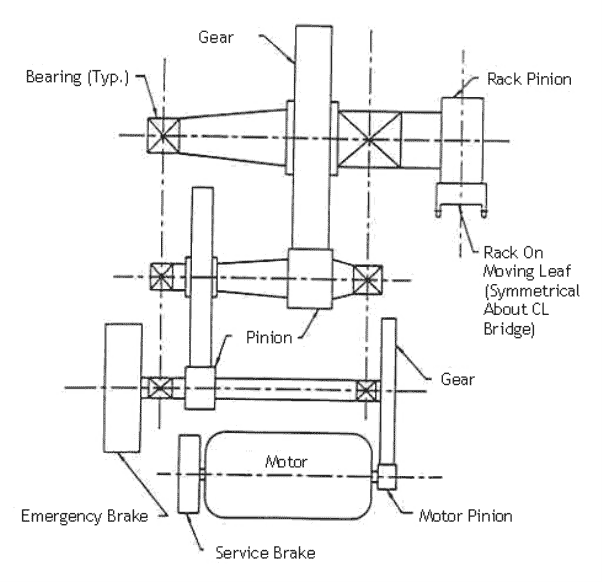 Gear
Bearing (Typ.)
Rack Pinion
Rack On
Moving Leaf
(Symmetrical
About CL
Bridge)
Pinion
Gear
Motor
Emergency Brake
Motor Pinion
Service Brake